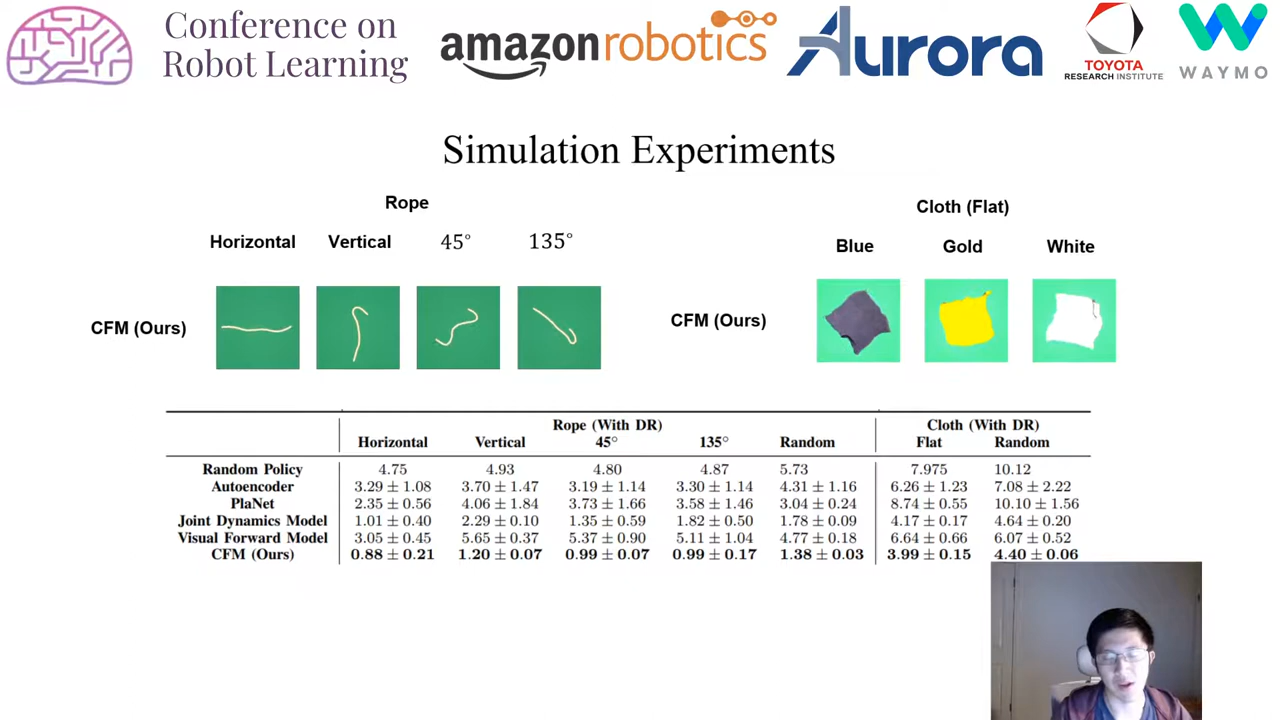 Conference on
Robot Learning
amazonrobotics
Aurora
TOYOTA
RESEARCH INSTITUTE
WAYMO
Simulation Experiments
Rope
Horizontal Vertical 45° 135°
CFM (Ours)
Cloth (Flat)
Blue Gold White
CFM (Ours)
Rope (With DR) Cloth (With DR)
Horizontal Vertical 45° 135° Random Flat Random
Random Policy 4.75 4.93 4.80 4.87 5.73 7.975 10.12
Autoencoder 3.29 ± 1.08 3.70 ± 1.47 3.19 ± 1.14 3.30 ± 1.14 4.31 ± 1.16 6.26 ± 1.23 7.08 ± 2.22
PlaNet 2.35 ± 0.56 4.06 ± 1.84 3.73 ± 1.66 3.58 ± 1.46 3.04 ± 0.24 8.74 ± 0.55 10.10 ± 1.56
Joint Dynamics Model 1.01 ± 0.40 2.29 ± 0.10 1.35 ± 0.59 1.82 ± 0.50 1.78 ± 0.09 4.17 ± 0.17 4.64 ± 0.20
Visual Forward Model 3.05 ± 0.45 5.65 ± 0.37 5.37 ± 0.90 5.11 ± 1.04 4.77 ± 0.18 6.64 ± 0.66 6.07 ± 0.52
CFM (Ours) 0.88 ± 0.21 1.20 ± 0.07 0.99 ± 0.07 0.99 ± 0.17 1.38 ± 0.03 3.99 ± 0.15 4.40 ± 0.06